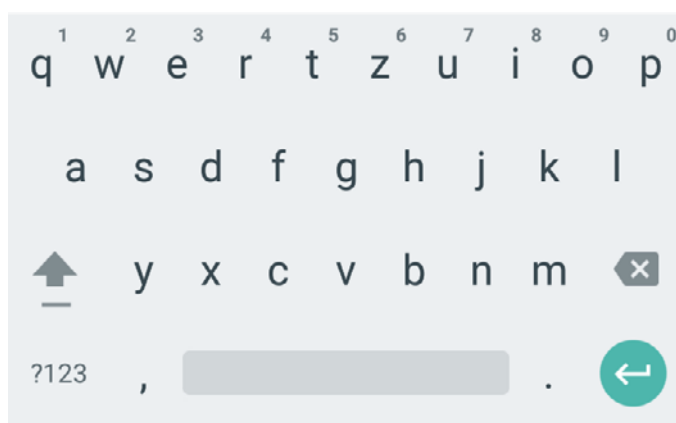 1 2 3 4 5 6 7 8 9 0
q w e r t z u i o p
a s d f g h j k l
y x c v b n m
?123 , .